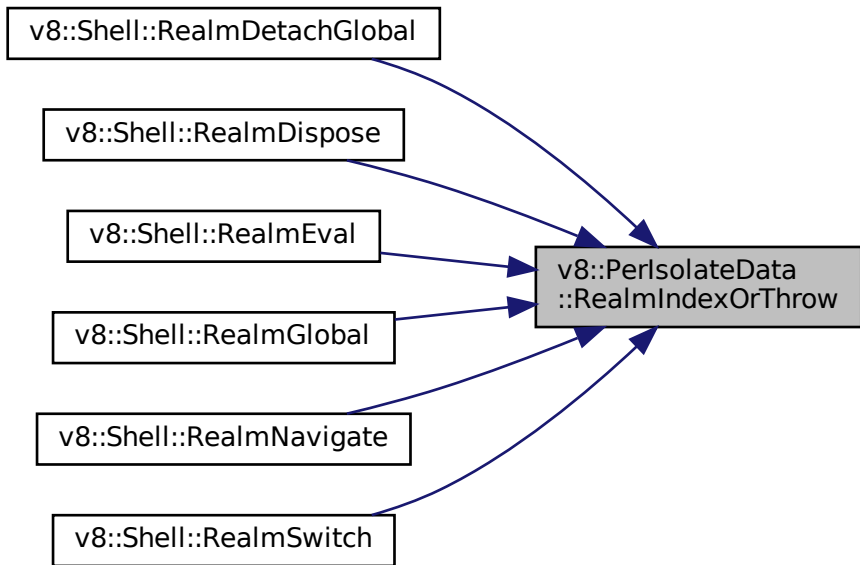 v8::Shell::RealmDetachGlobal
v8::Shell::RealmDispose
v8::Shell::RealmEval
v8::PerIsolateData
::RealmIndexOrThrow
v8::Shell::RealmGlobal
v8::Shell::RealmNavigate
v8::Shell::RealmSwitch